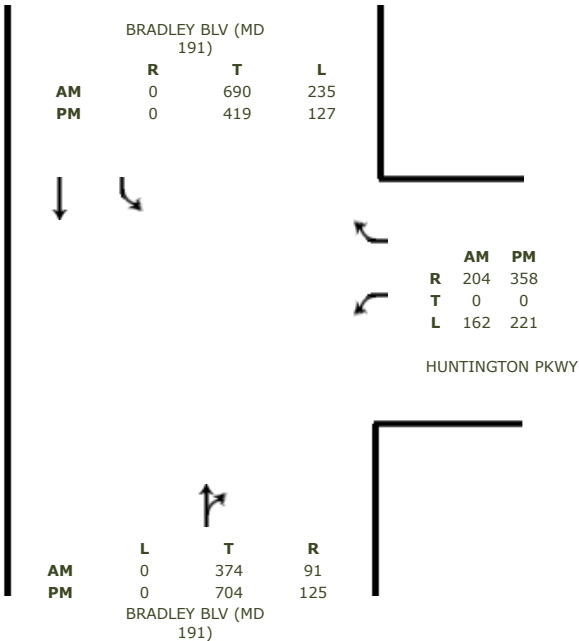 BRADLEY BLV (MD
191)
R T L
AM 0 690 235
PM 0 419 127
AM PM
R 204 358
T 0 0
L 162 221
HUNTINGTON PKWY
L T R
AM 0 374 91
PM 0 704 125
BRADLEY BLV (MD
191)